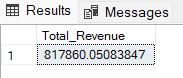 Results Messages
Total_Revenue
1 817860.05083847